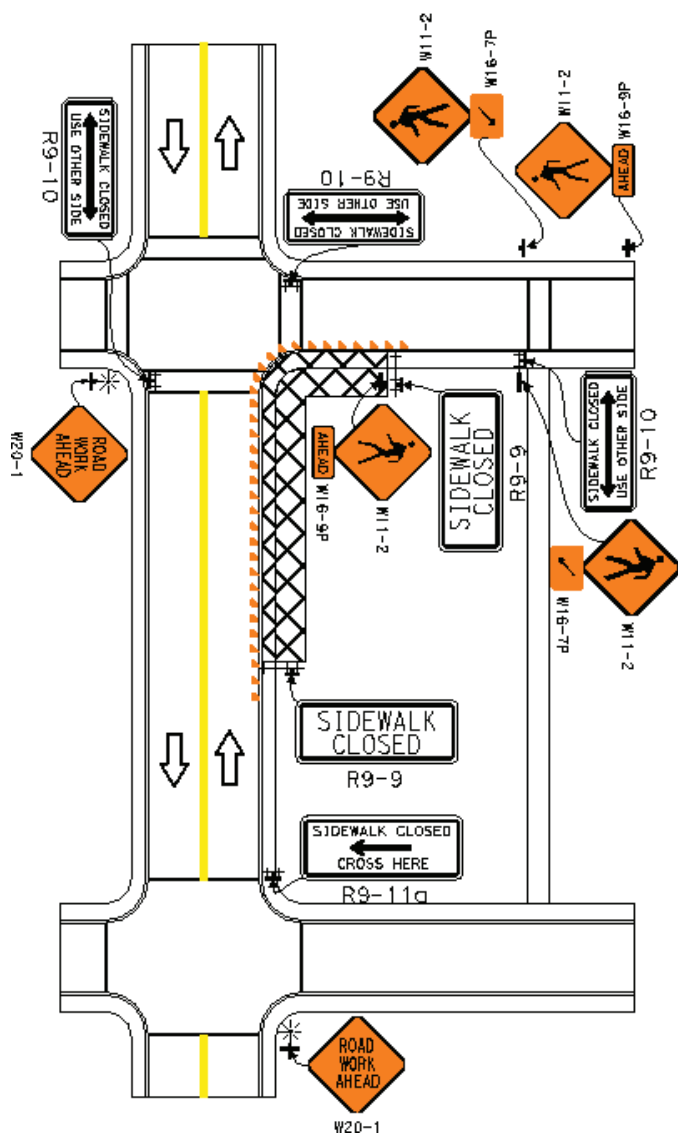 W11-2
W16-7P
W11-2
W16-9P
AHEAD
SIDEWALK CLOSED
USE OTHER SIDE
R9-10
R9-10
SIDEWALK CLOSED
USE OTHER SIDE
ROAD
WORK
AHEAD
W20-1
AHEAD
W16-9P
W11-2
SIDEWALK
CLOSED
R9-9
SIDEWALK CLOSED
USE OTHER SIDE
R9-10
W16-7P
W11-2
SIDEWALK
CLOSED
R9-9
SIDEWALK CLOSED
CROSS HERE
R9-11a
ROAD
WORK
AHEAD
W20-1